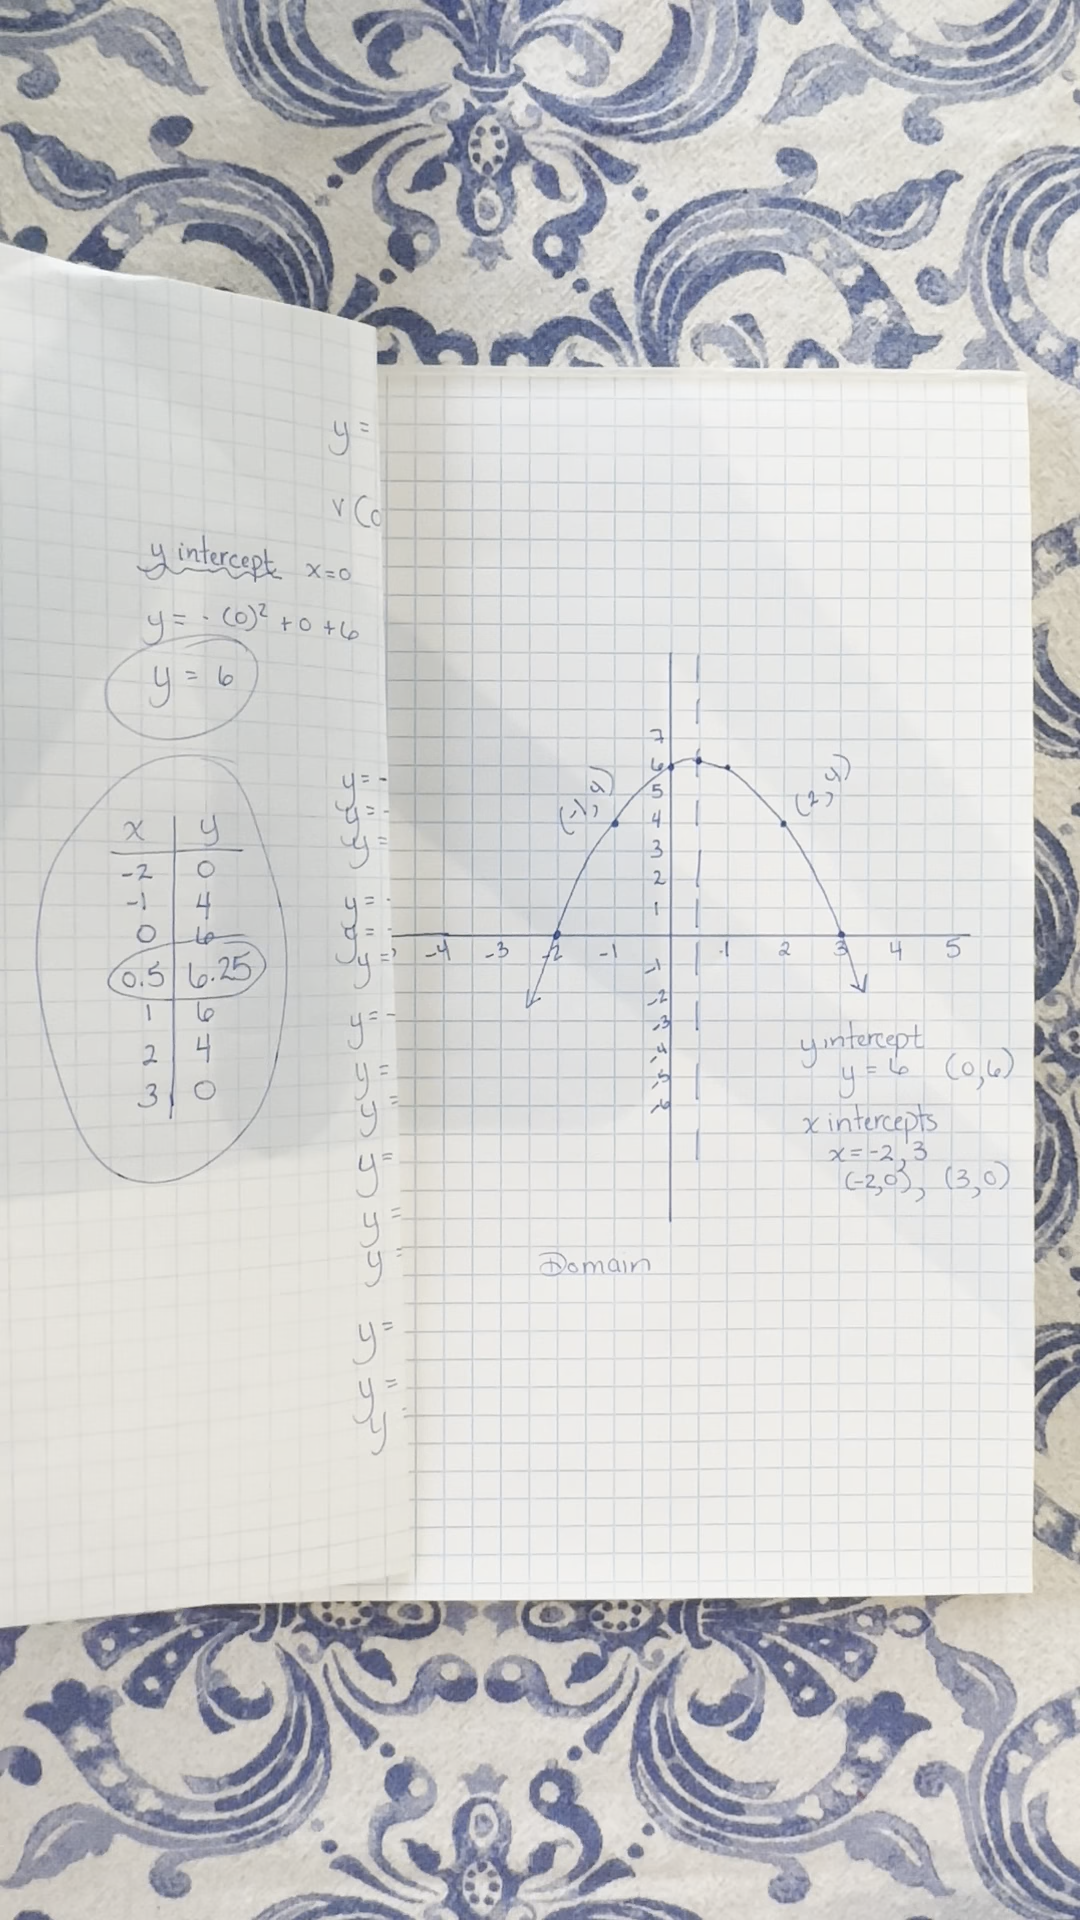 y =
v (0
y intercept x=0
y = - (0)² + 0 + 6
y = 6
x y
-2 0
-1 4
0 6
0.5 6.25
1 6
2 4
3 0
y = -
y =
y =
y =
y =
y =
y = -
y =
y =
y =
y =
y =
y =
y =
y
7
6
5
4
3
2
1
(-1, 4)
(2, 4)
-4 -3 -2 -1 1 2 3 4 5
-1
-2
-3
-4
-5
-6
y intercept
y = 6 (0,6)
x intercepts
x = -2, 3
(-2,0), (3,0)
Domain